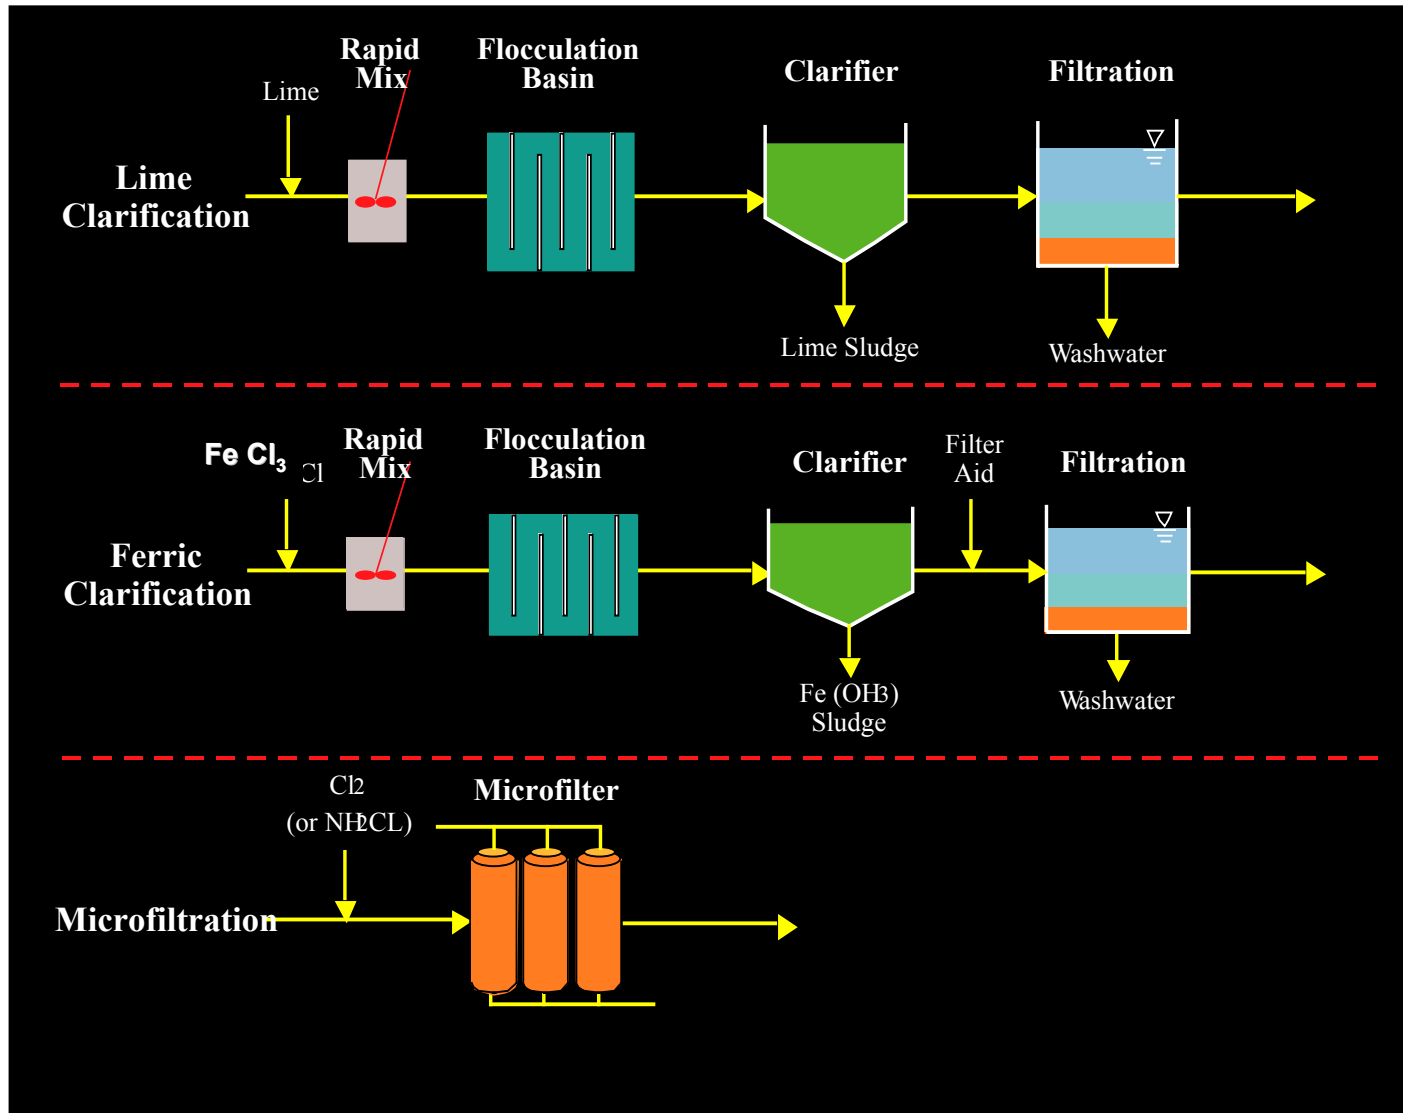 Rapid
Mix
Flocculation
Basin
Clarifier
Filtration
Lime
Lime
Clarification
Lime Sludge
Washwater
Fe Cl3
Cl
Rapid
Mix
Flocculation
Basin
Clarifier
Filter
Aid
Filtration
Ferric
Clarification
Fe (OH3)
Sludge
Washwater
Cl2
(or NH2CL)
Microfilter
Microfiltration